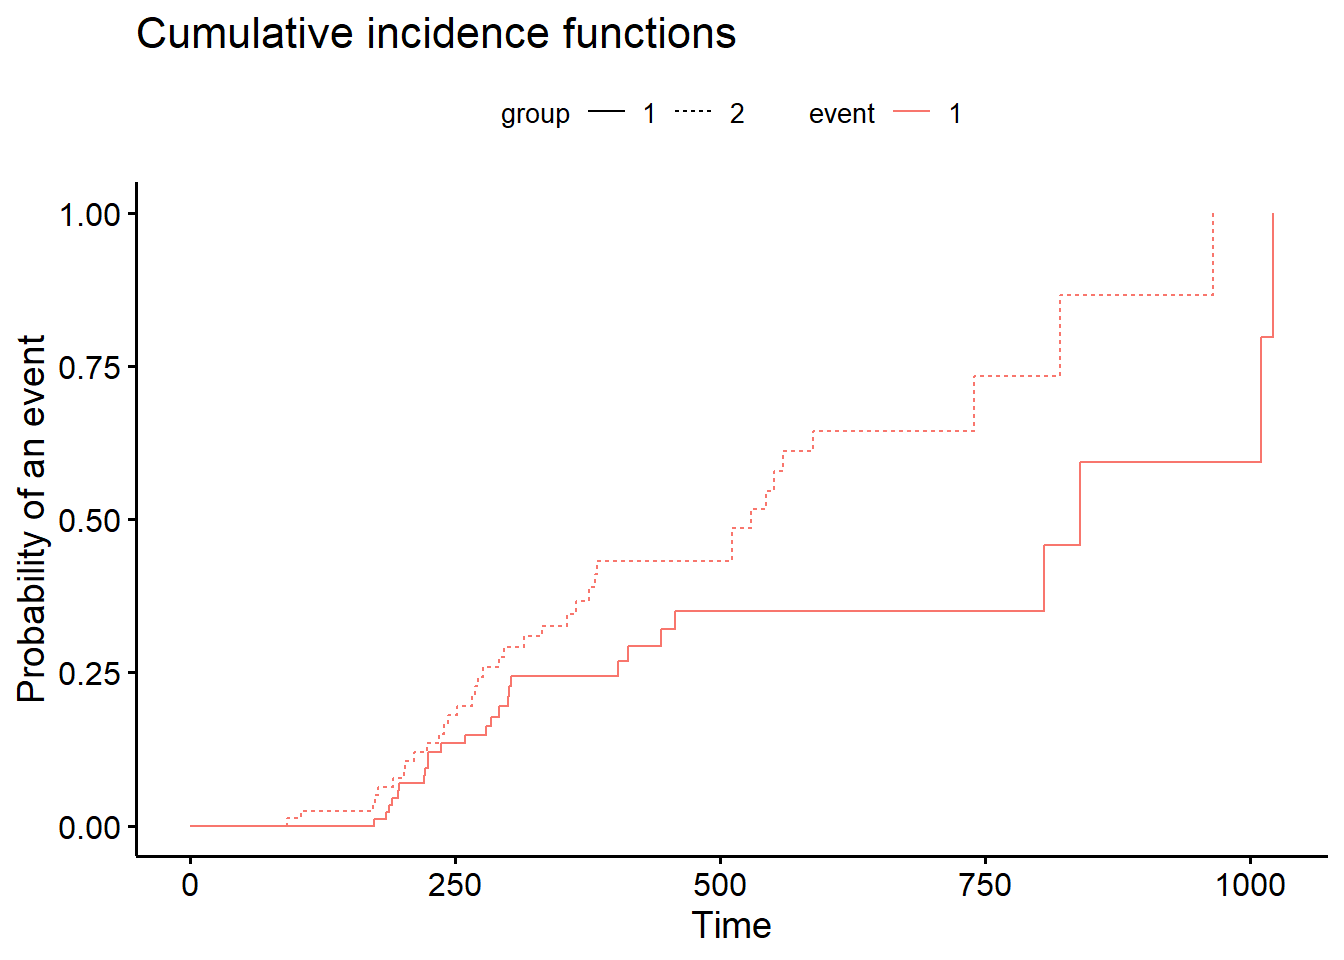 Cumulative incidence functions
group 1 2 event 1
1.00
0.75
0.50
0.25
0.00
Probability of an event
0 250 500 750 1000
Time